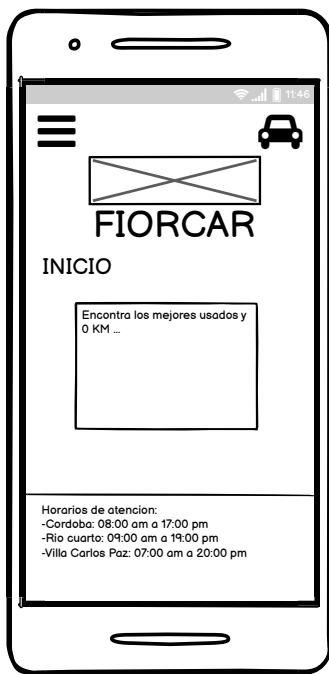 11:46
FIORCAR
INICIO
Encontra los mejores usados y
0 KM ...
Horarios de atencion:
-Cordoba: 08:00 am a 17:00 pm
-Rio cuarto: 09:00 am a 19:00 pm
-Villa Carlos Paz: 07:00 am a 20:00 pm